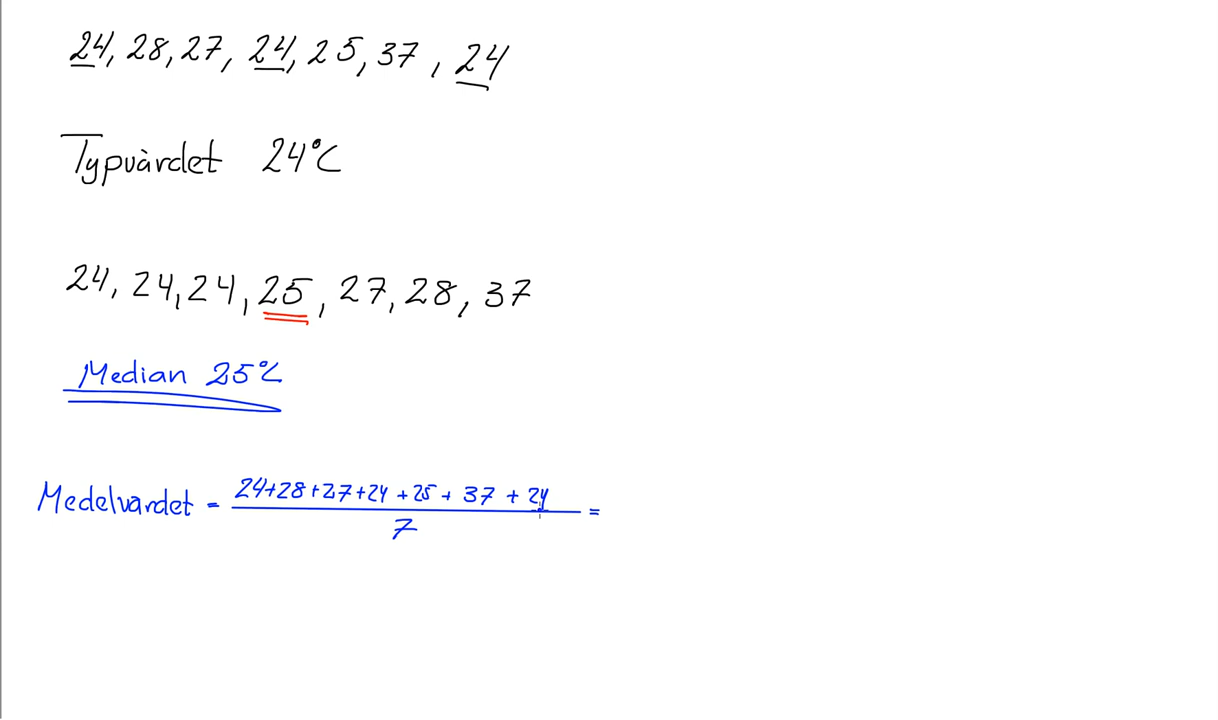 24, 28, 27, 24, 25, 37, 24
Typvärdet 24°C
24, 24, 24, 25, 27, 28, 37
Median 25°C
Medelvardet = 24+28+27+24+25+37+24 =
7